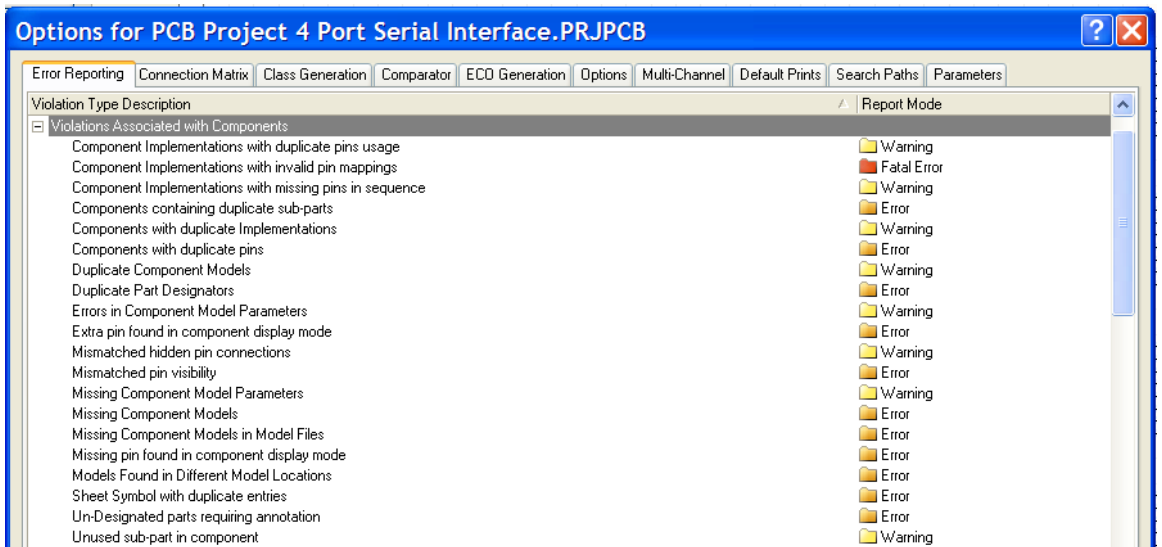 Options for PCB Project 4 Port Serial Interface.PRJPCB
Error Reporting Connection Matrix Class Generation Comparator ECO Generation Options Multi-Channel Default Prints Search Paths Parameters
Violation Type Description Report Mode
Violations Associated with Components
Component Implementations with duplicate pins usage Warning
Component Implementations with invalid pin mappings Fatal Error
Component Implementations with missing pins in sequence Warning
Components containing duplicate sub-parts Error
Components with duplicate Implementations Warning
Components with duplicate pins Error
Duplicate Component Models Warning
Duplicate Part Designators Error
Errors in Component Model Parameters Warning
Extra pin found in component display mode Error
Mismatched hidden pin connections Warning
Mismatched pin visibility Error
Missing Component Model Parameters Warning
Missing Component Models Error
Missing Component Models in Model Files Error
Missing pin found in component display mode Error
Models Found in Different Model Locations Error
Sheet Symbol with duplicate entries Error
Un-Designated parts requiring annotation Error
Unused sub-part in component Warning